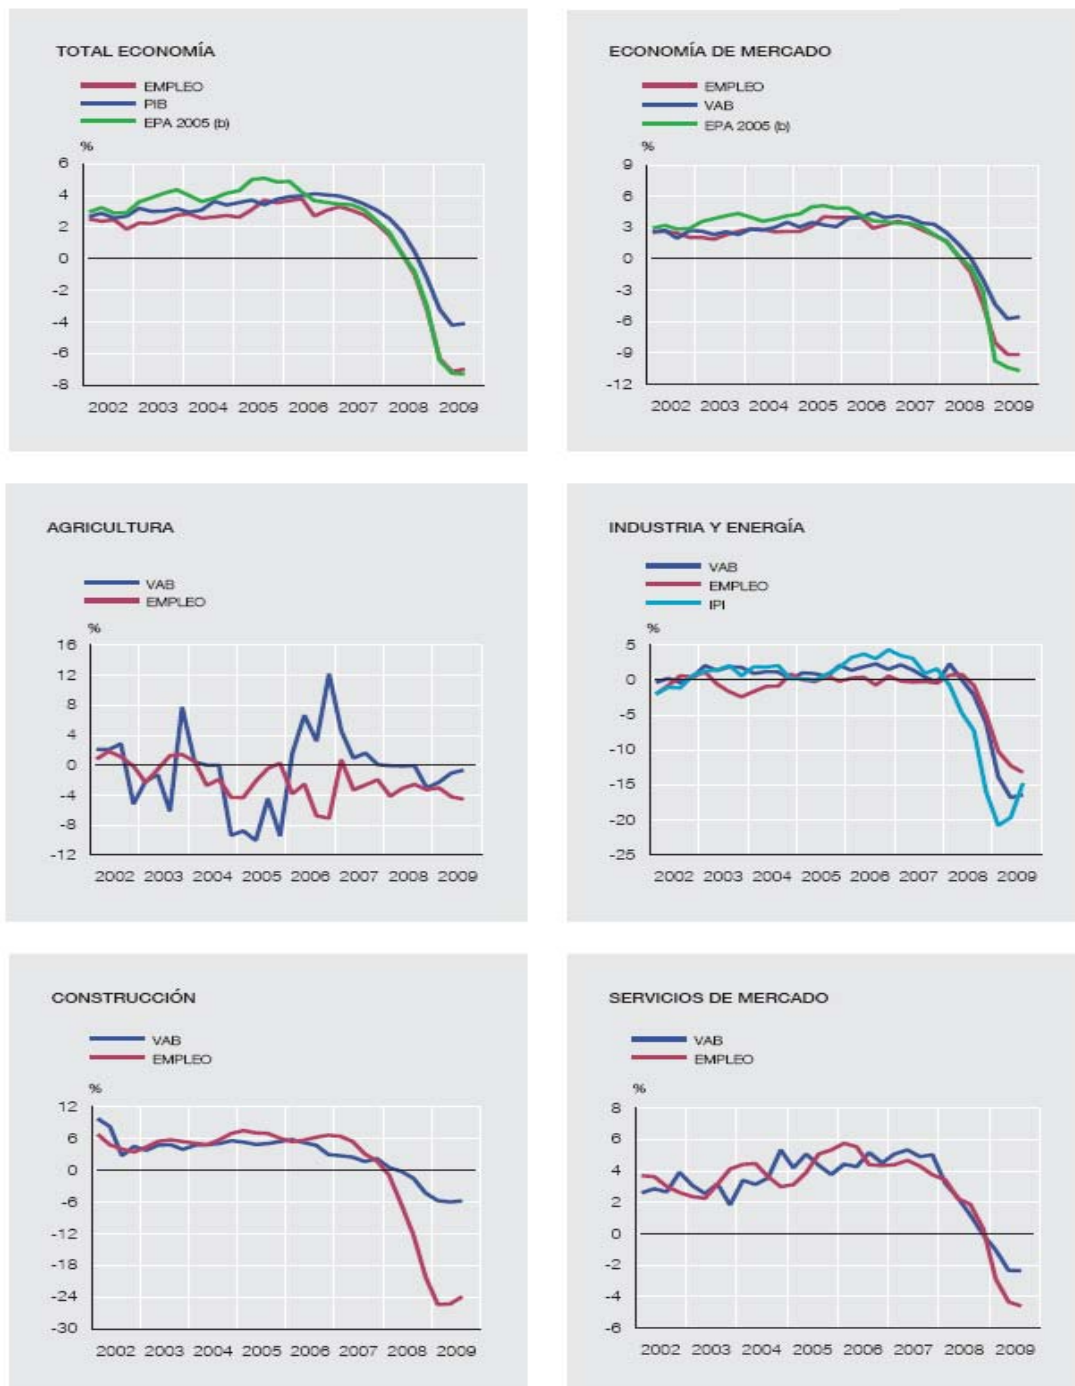 TOTAL ECONOMÍA
EMPLEO
PIB
EPA 2005 (b)
%
6
4
2
0
-2
-4
-6
-8
2002 2003 2004 2005 2006 2007 2008 2009
ECONOMÍA DE MERCADO
EMPLEO
VAB
EPA 2005 (b)
%
9
6
3
0
-3
-6
-9
-12
2002 2003 2004 2005 2006 2007 2008 2009
AGRICULTURA
VAB
EMPLEO
%
16
12
8
4
0
-4
-8
-12
2002 2003 2004 2005 2006 2007 2008 2009
INDUSTRIA Y ENERGÍA
VAB
EMPLEO
IPI
%
5
0
-5
-10
-15
-20
-25
2002 2003 2004 2005 2006 2007 2008 2009
CONSTRUCCIÓN
VAB
EMPLEO
%
12
6
0
-6
-12
-18
-24
-30
2002 2003 2004 2005 2006 2007 2008 2009
SERVICIOS DE MERCADO
VAB
EMPLEO
%
8
6
4
2
0
-2
-4
-6
2002 2003 2004 2005 2006 2007 2008 2009